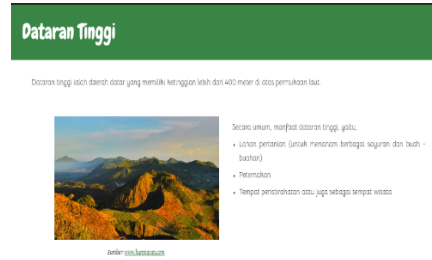 Dataran Tinggi
Dataran tinggi ialah daerah datar yang memiliki ketinggian lebih dari 400 meter di atas permukaan laut.
Secara umum, manfaat dataran tinggi, yaitu;
• Lahan pertanian (untuk menanam berbagai sayuran dan buah -
buahan)
• Peternakan
• Tempat peristirahatan atau juga sebagai tempat wisata
Sumber: